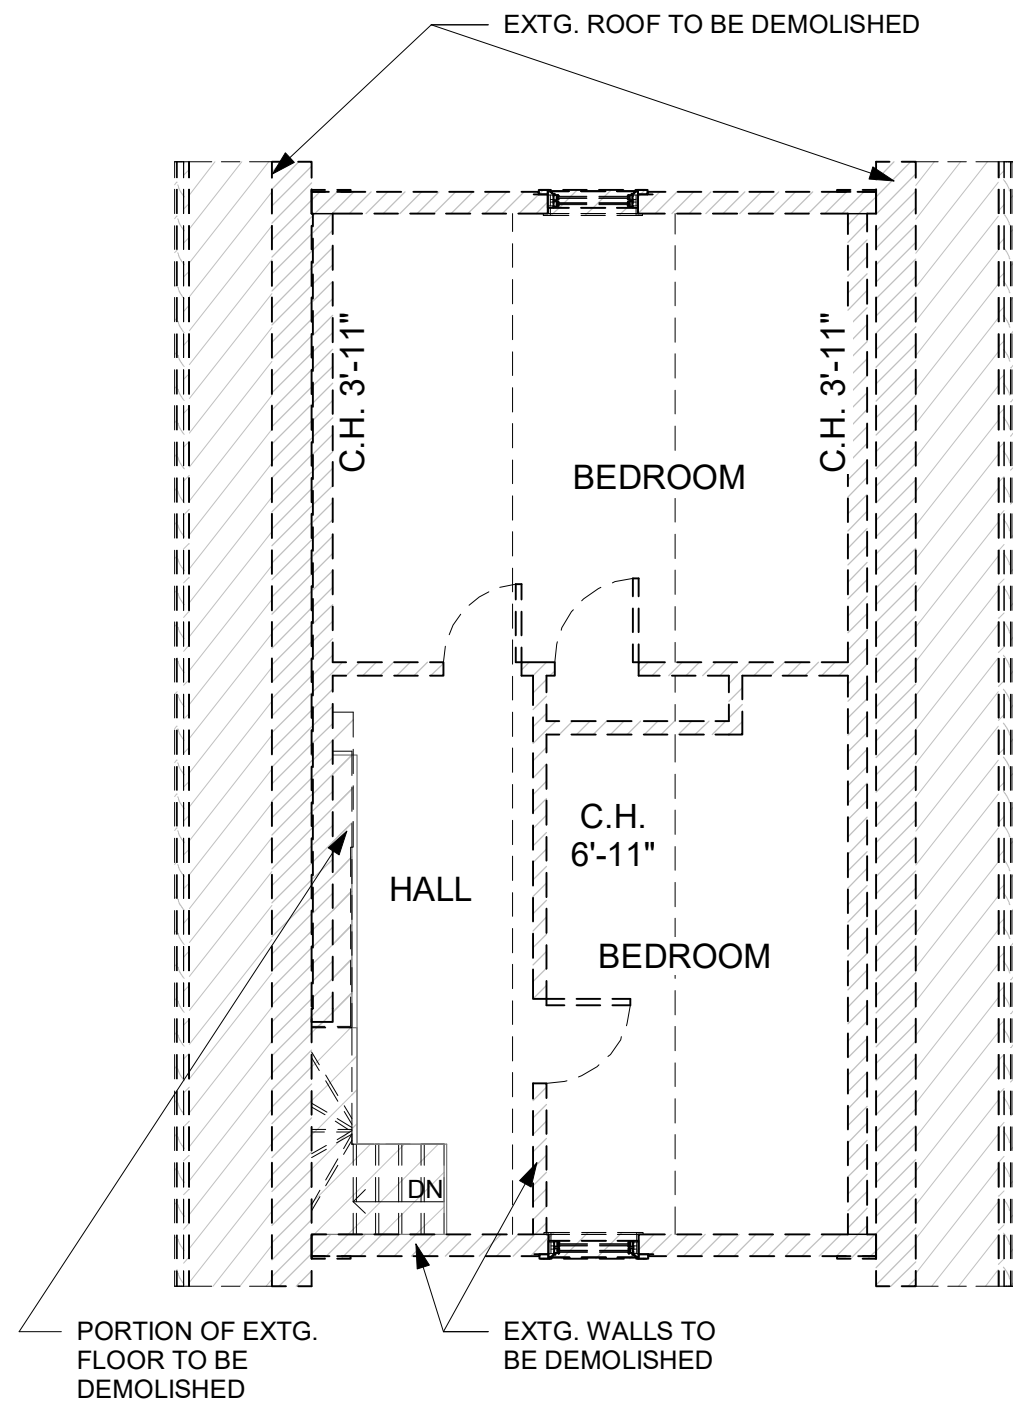 EXTG. ROOF TO BE DEMOLISHED
C.H. 3'-11"
C.H. 3'-11"
BEDROOM
C.H.
6'-11"
HALL
BEDROOM
DN
PORTION OF EXTG.
FLOOR TO BE
DEMOLISHED
EXTG. WALLS TO
BE DEMOLISHED